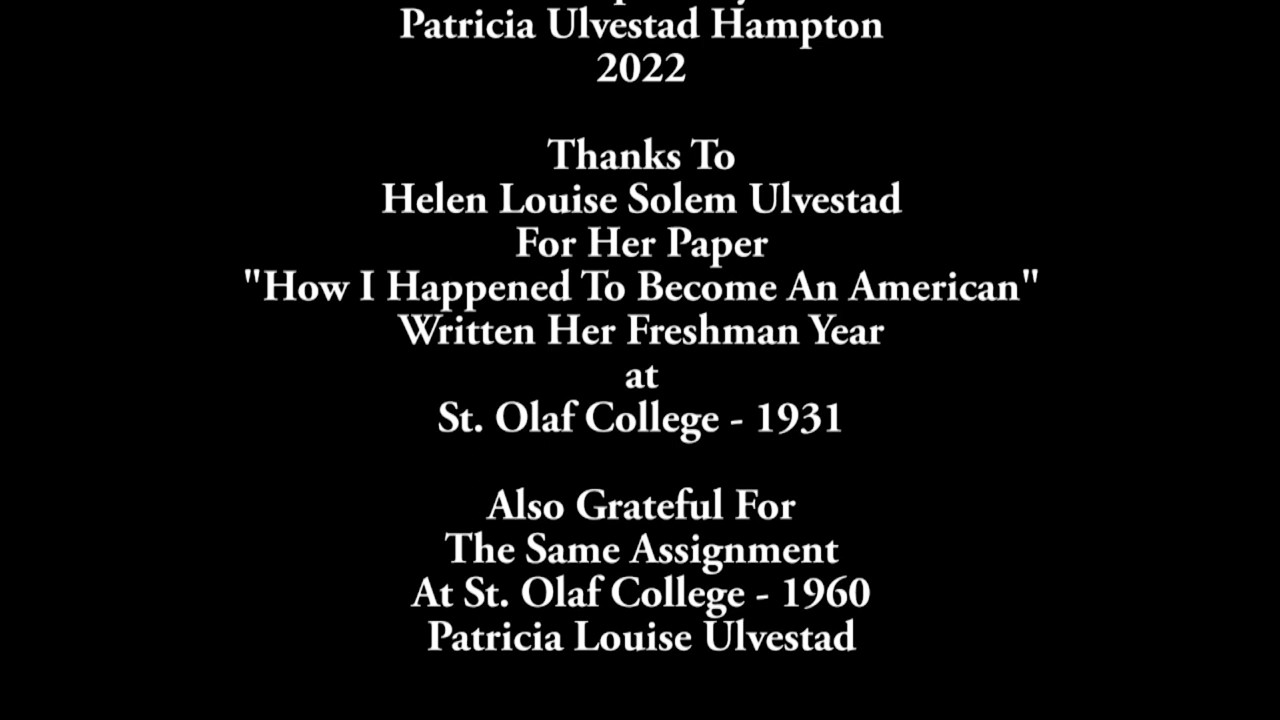 Patricia Ulvestad Hampton
2022
Thanks To
Helen Louise Solem Ulvestad
For Her Paper
"How I Happened To Become An American"
Written Her Freshman Year
at
St. Olaf College - 1931
Also Grateful For
The Same Assignment
At St. Olaf College - 1960
Patricia Louise Ulvestad